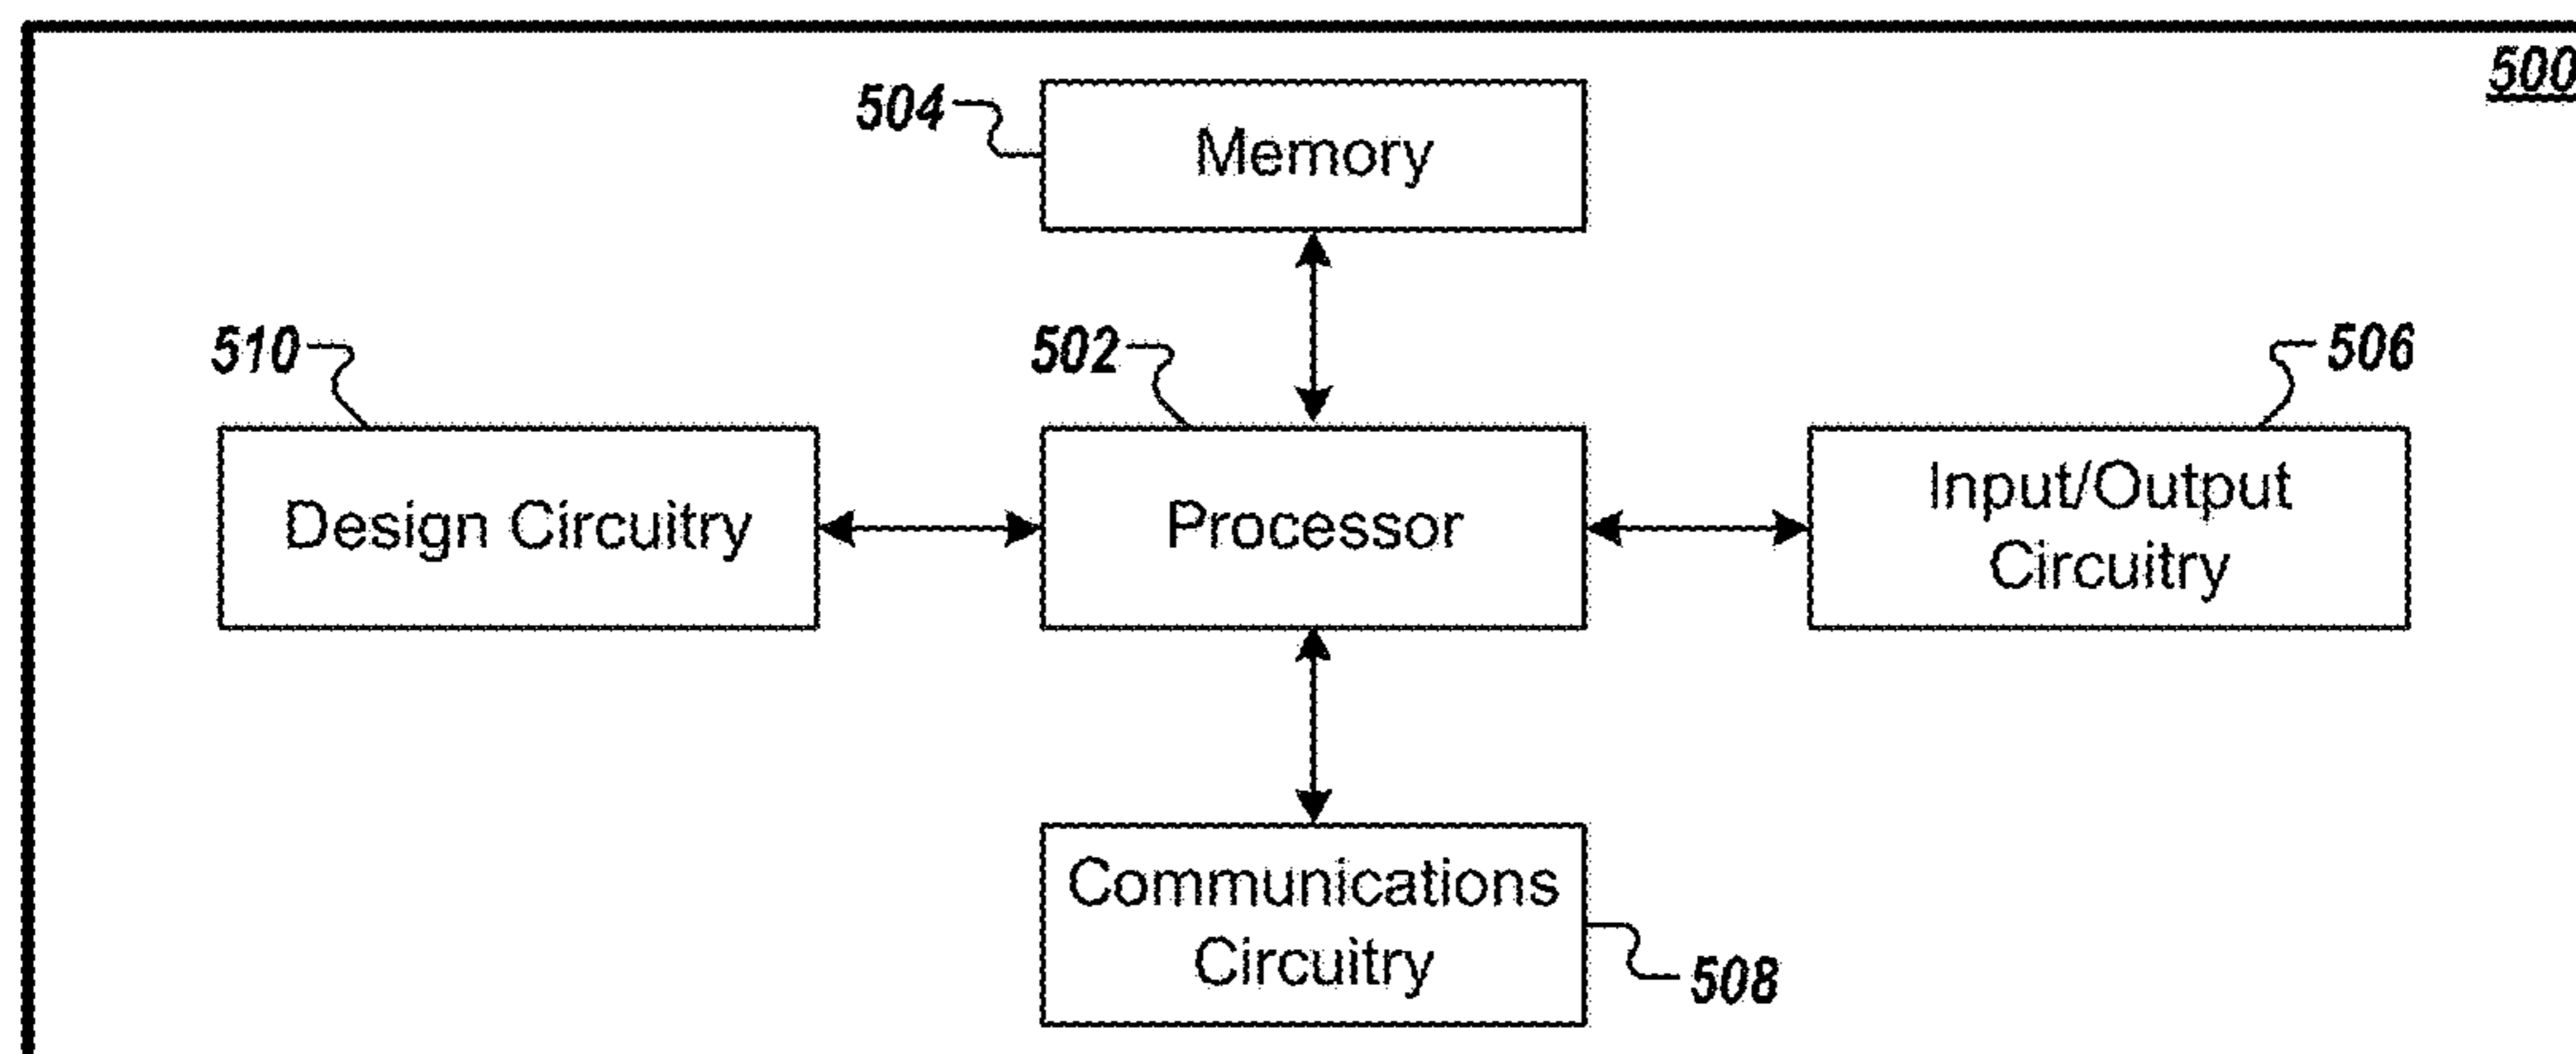 500
504
Memory
510
502
506
Design Circuitry
Processor
Input/Output
Circuitry
Communications
Circuitry
508